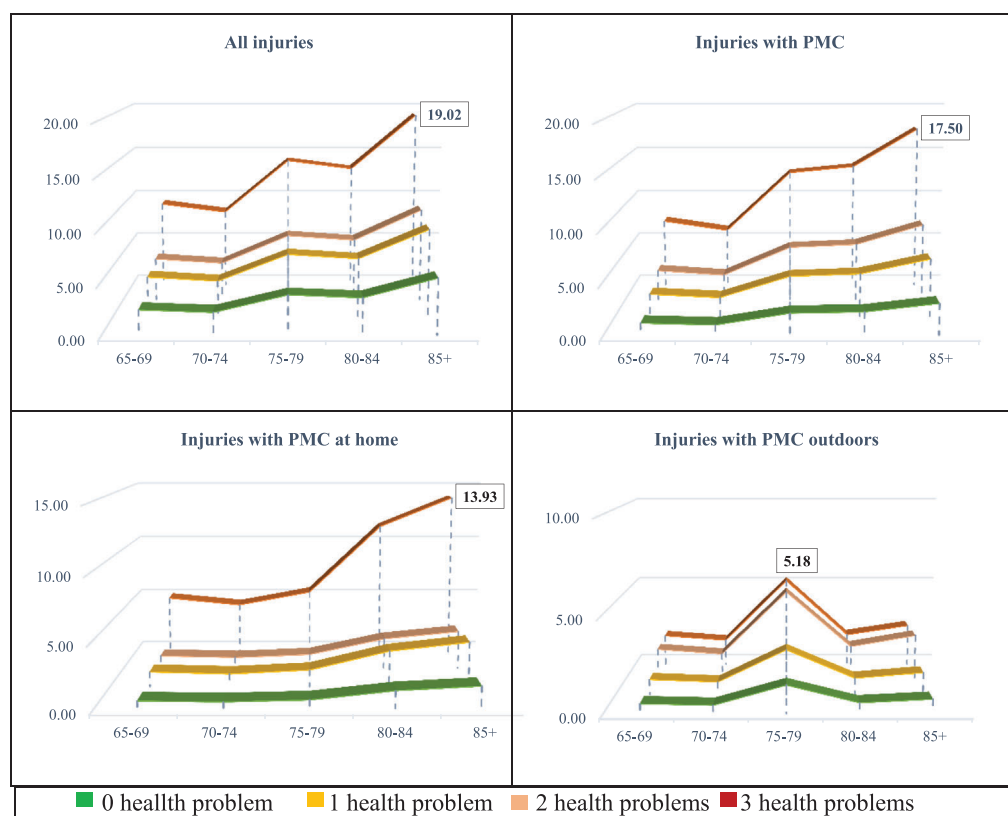 All injuries
20.00
15.00
10.00
5.00
0.00
19.02
65-69 70-74 75-79 80-84 85+
Injuries with PMC
20.00
15.00
10.00
5.00
0.00
17.50
65-69 70-74 75-79 80-84 85+
Injuries with PMC at home
15.00
10.00
5.00
0.00
13.93
65-69 70-74 75-79 80-84 85+
Injuries with PMC outdoors
10.00
5.00
0.00
5.18
65-69 70-74 75-79 80-84 85+
0 heallth problem 1 health problem 2 health problems 3 health problems